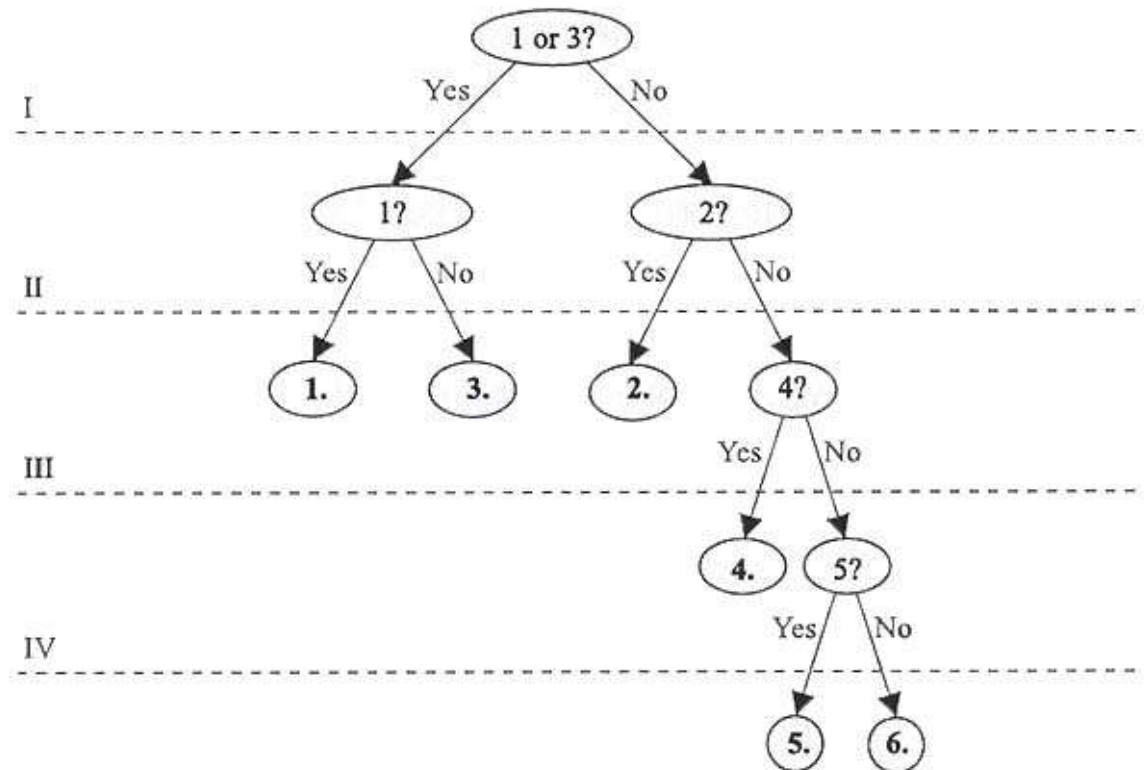 1 or 3?
Yes No
I
1? 2?
Yes No Yes No
II
1. 3. 2. 4?
Yes No
III
4. 5?
Yes No
IV
5. 6.